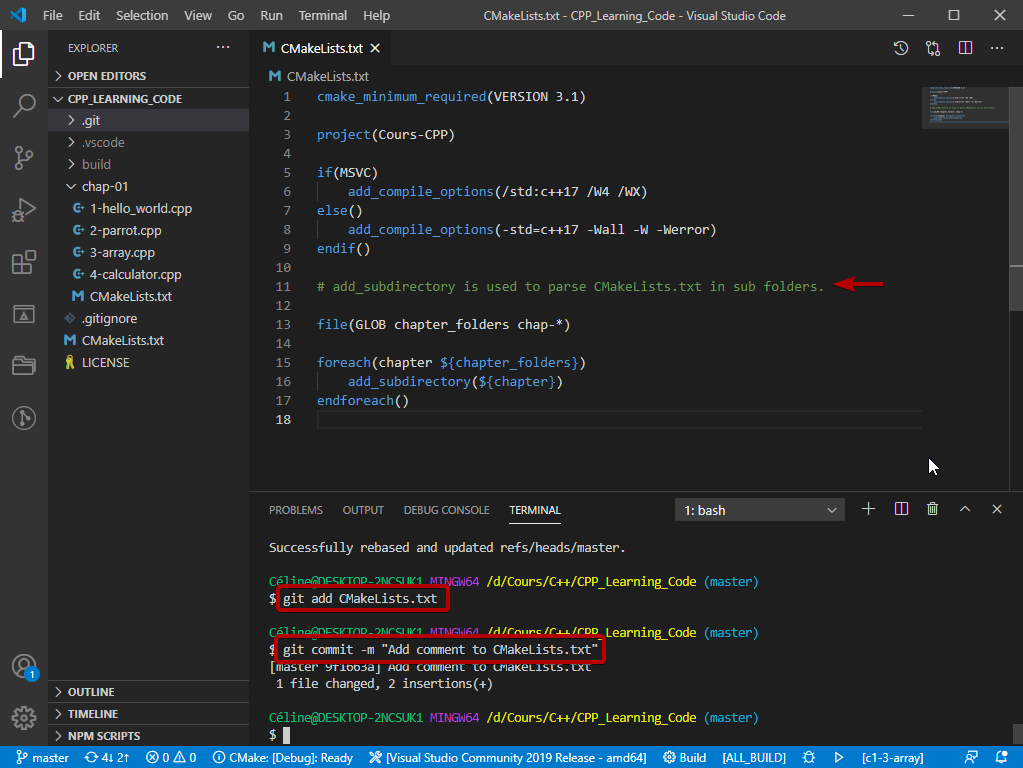 File Edit Selection View Go Run Terminal Help CMakeLists.txt - CPP_Learning_Code - Visual Studio Code
EXPLORER
OPEN EDITORS
CPP_LEARNING_CODE
.git
.vscode
build
chap-01
1-hello_world.cpp
2-parrot.cpp
3-array.cpp
4-calculator.cpp
CMakeLists.txt
.gitignore
CMakeLists.txt
LICENSE
OUTLINE
TIMELINE
NPM SCRIPTS
1
CMakeLists.txt
CMakeLists.txt
1 cmake_minimum_required(VERSION 3.1)
2
3 project(Cours-CPP)
4
5 if(MSVC)
6 add_compile_options(/std:c++17 /W4 /WX)
7 else()
8 add_compile_options(-std=c++17 -Wall -W -Werror)
9 endif()
10
11 # add_subdirectory is used to parse CMakeLists.txt in sub folders.
12
13 file(GLOB chapter_folders chap-*)
14
15 foreach(chapter ${chapter_folders})
16 add_subdirectory(${chapter})
17 endforeach()
18
PROBLEMS OUTPUT DEBUG CONSOLE TERMINAL 1: bash
Successfully rebased and updated refs/heads/master.
Céline@DESKTOP-2NCSUK1 MINGW64 /d/Cours/C++/CPP_Learning_Code (master)
$ git add CMakeLists.txt
Céline@DESKTOP-2NCSUK1 MINGW64 /d/Cours/C++/CPP_Learning_Code (master)
$ git commit -m "Add comment to CMakeLists.txt"
[master 9f1663a] Add comment to CMakeLists.txt
1 file changed, 2 insertions(+)
Céline@DESKTOP-2NCSUK1 MINGW64 /d/Cours/C++/CPP_Learning_Code (master)
$
master 4↓ 2↑ 0 0 CMake: [Debug]: Ready [Visual Studio Community 2019 Release - amd64] Build [ALL_BUILD] [c1-3-array]